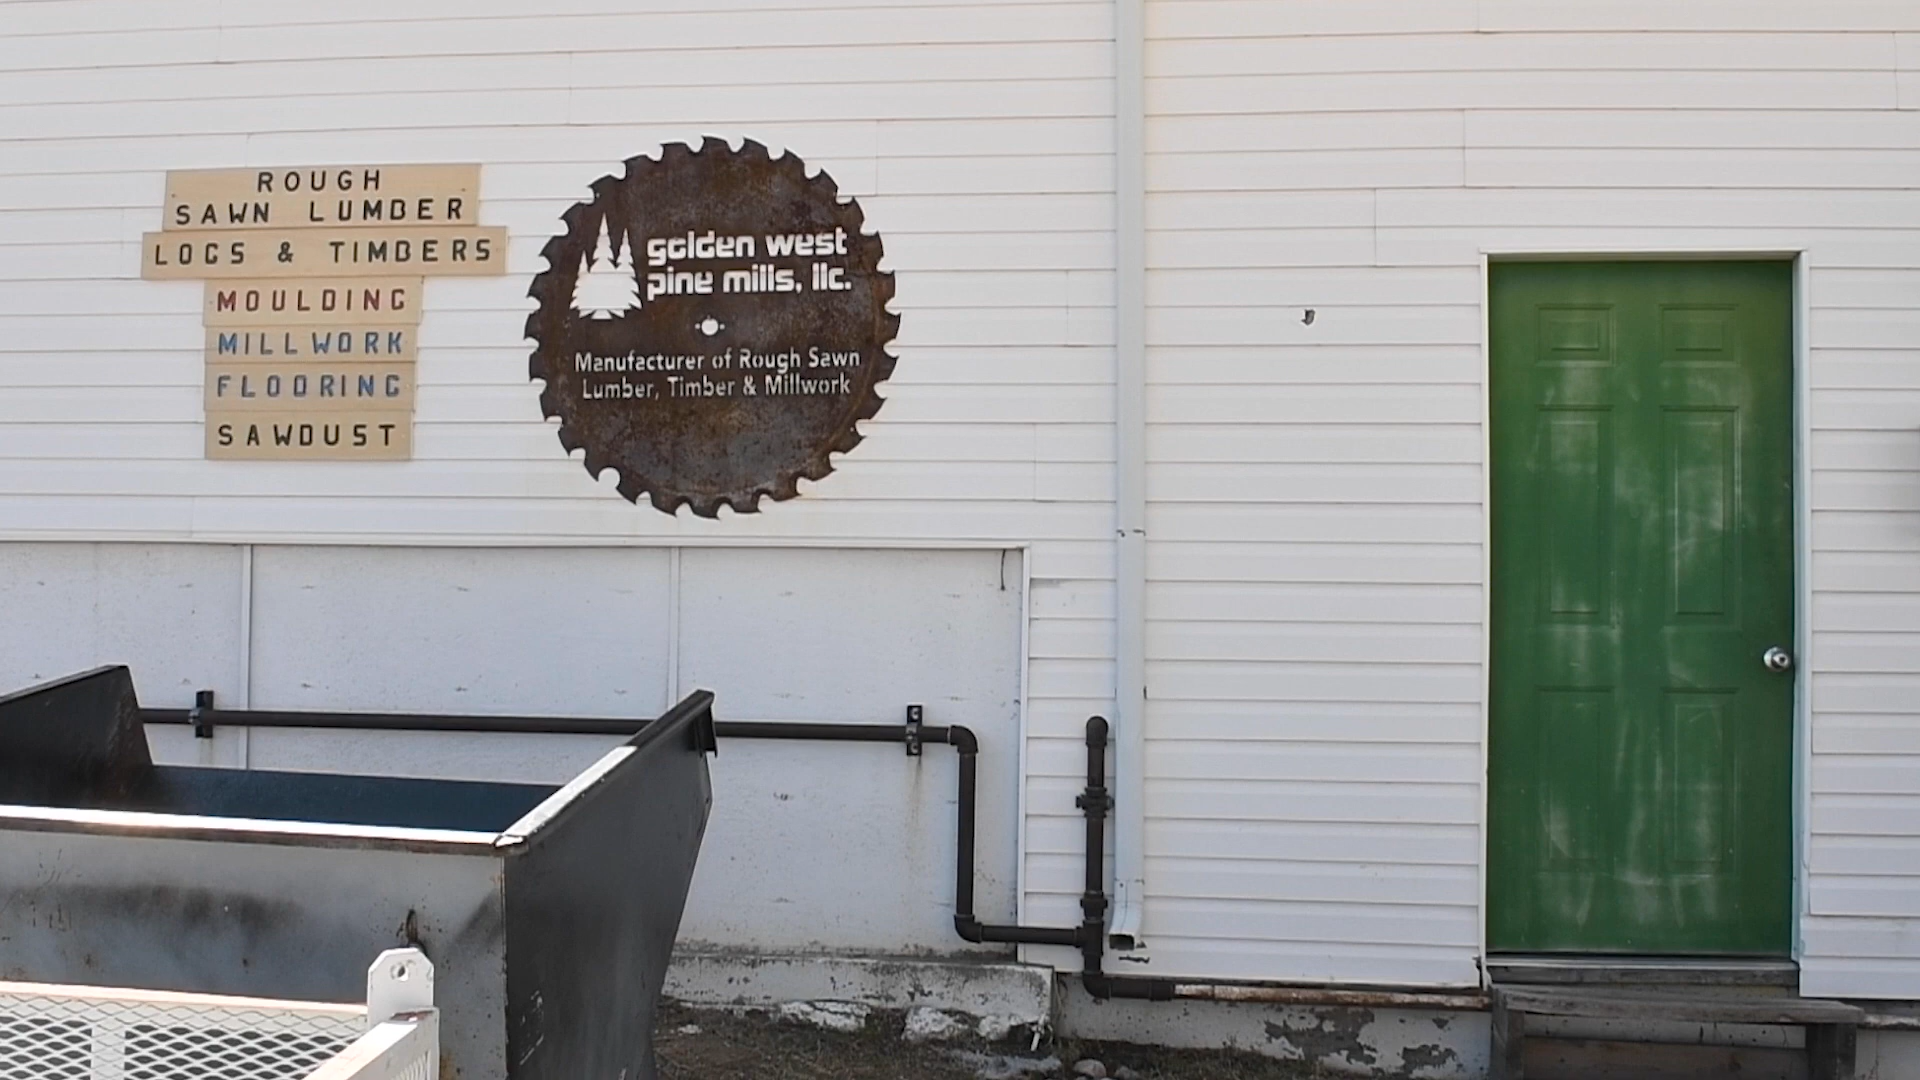 ROUGH
SAWN LUMBER
LOGS & TIMBERS
MOULDING
MILLWORK
FLOORING
SAWDUST
golden west
pine mills, llc.
Manufacturer of Rough Sawn
Lumber, Timber & Millwork